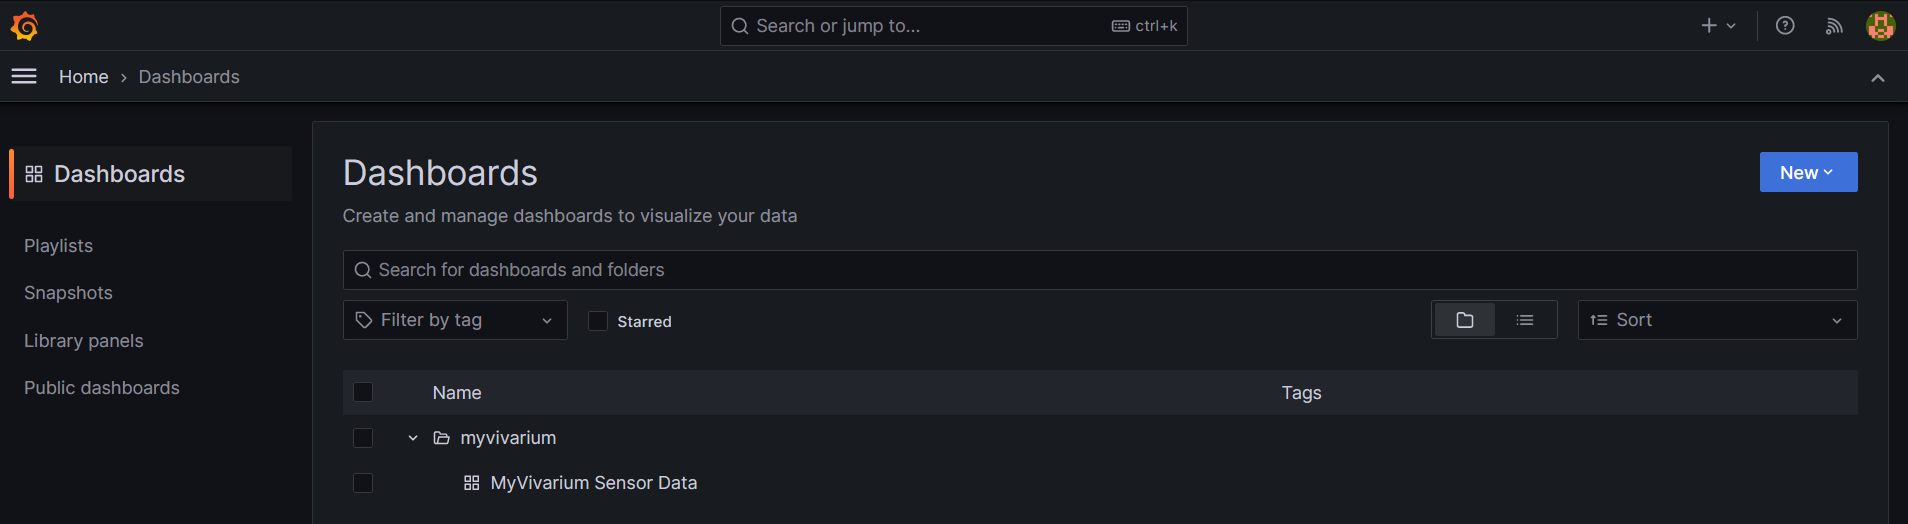 Search or jump to... ctrl+k
Home › Dashboards
Dashboards
Playlists
Snapshots
Library panels
Public dashboards
Dashboards
New
Create and manage dashboards to visualize your data
Search for dashboards and folders
Filter by tag Starred Sort
Name Tags
myvivarium
MyVivarium Sensor Data